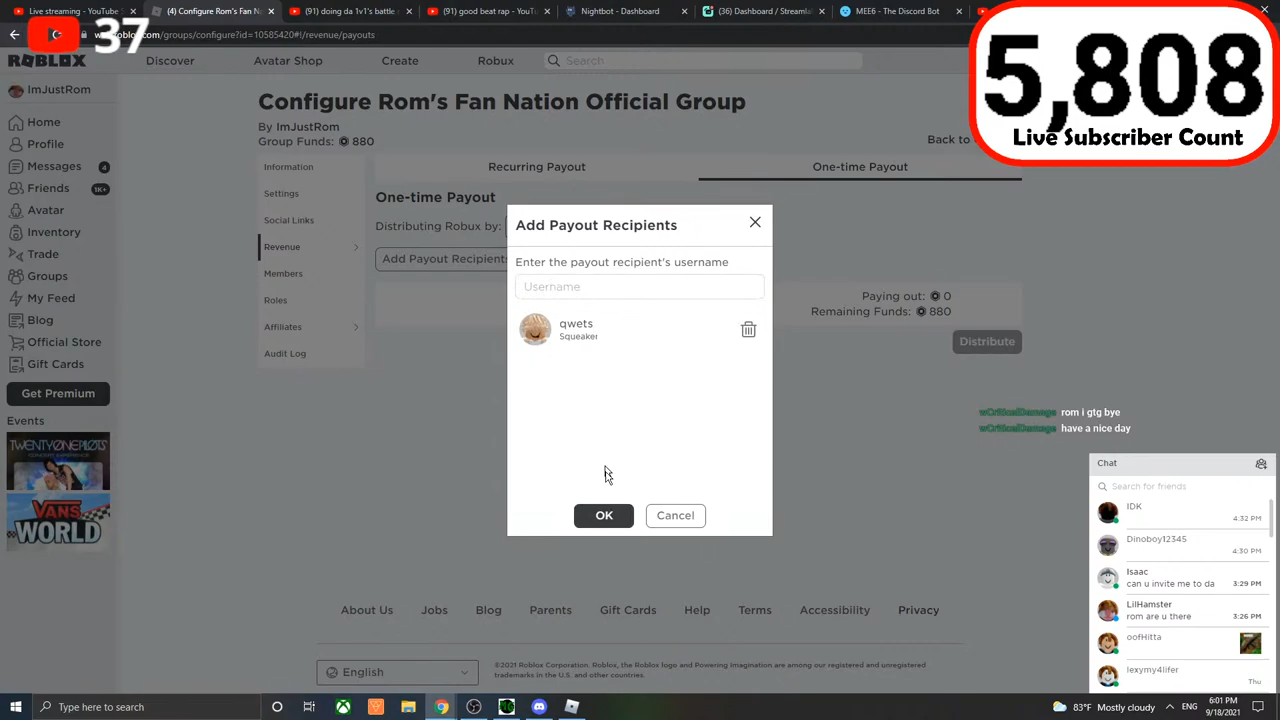 Live streaming - YouTube
Configure Rom's Fan Nation
(91) doing da 1v1's battle
(93) sad beat rap - YouT
Nightbot - Dashboard
(23) Dashboard / Streamla
MEE6 - Discord
37
.com/groups/configure?id=10585420#!/revenue/payouts
5,808
Live Subscriber Count
ROBLOX
Discover
Avatar Shop
Create
Robux
Search
ImJustRom
Home
Profile
Messages
4
Friends
1K+
Avatar
Inventory
Trade
Groups
My Feed
Blog
Official Store
Gift Cards
Get Premium
Events
TWENTY ONE PILOTS
CONCERT EXPERIENCE
VANS
WORLD
Configure Rom's Fan Nation Official Group
By ImJustRom
Group Funds: 880
Back to
Information
Settings
Social Links
Revenue
Members
Roles
Affiliates
Audit Log
Recurring Payout
One-time Payout
One-time Payout
Distributing Robux by:
Add Payout Recipients
Paying out: 0
Remaining Funds: 880
Distribute
Add Payout Recipients
Enter the payout recipient's username
Username
qwets
Squeaker
OK
Cancel
wCriticalDamage rom i gtg bye
wCriticalDamage have a nice day
Chat
Search for friends
IDK
4:32 PM
Dinoboy12345
4:30 PM
Isaac
can u invite me to da
3:29 PM
LilHamster
rom are u there
3:26 PM
oofHitta
lexymy4lifer
Thu
About Us
Jobs
Blog
Parents
Gift Cards
Help
Terms
Accessibility
Privacy
English
©2021 Roblox Corporation. Roblox, the Roblox logo and Powering Imagination are among our registered and unregistered
trademarks in the U.S. and other countries.
Type here to search
83°F Mostly cloudy
ENG
6:01 PM
9/18/2021